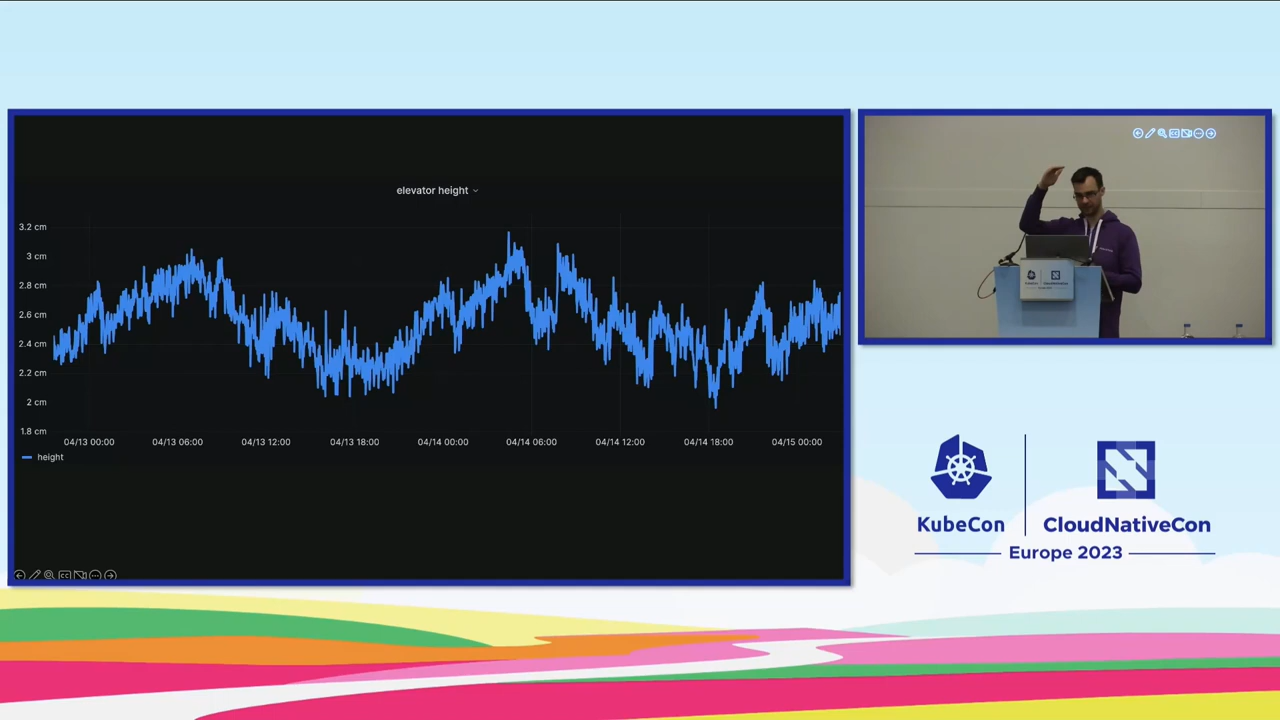 elevator height
3.2 cm
3 cm
2.8 cm
2.6 cm
2.4 cm
2.2 cm
2 cm
1.8 cm
04/13 00:00 04/13 06:00 04/13 12:00 04/13 18:00 04/14 00:00 04/14 06:00 04/14 12:00 04/14 18:00 04/15 00:00
height
CC
CC
KubeCon
CloudNativeCon
Europe 2023